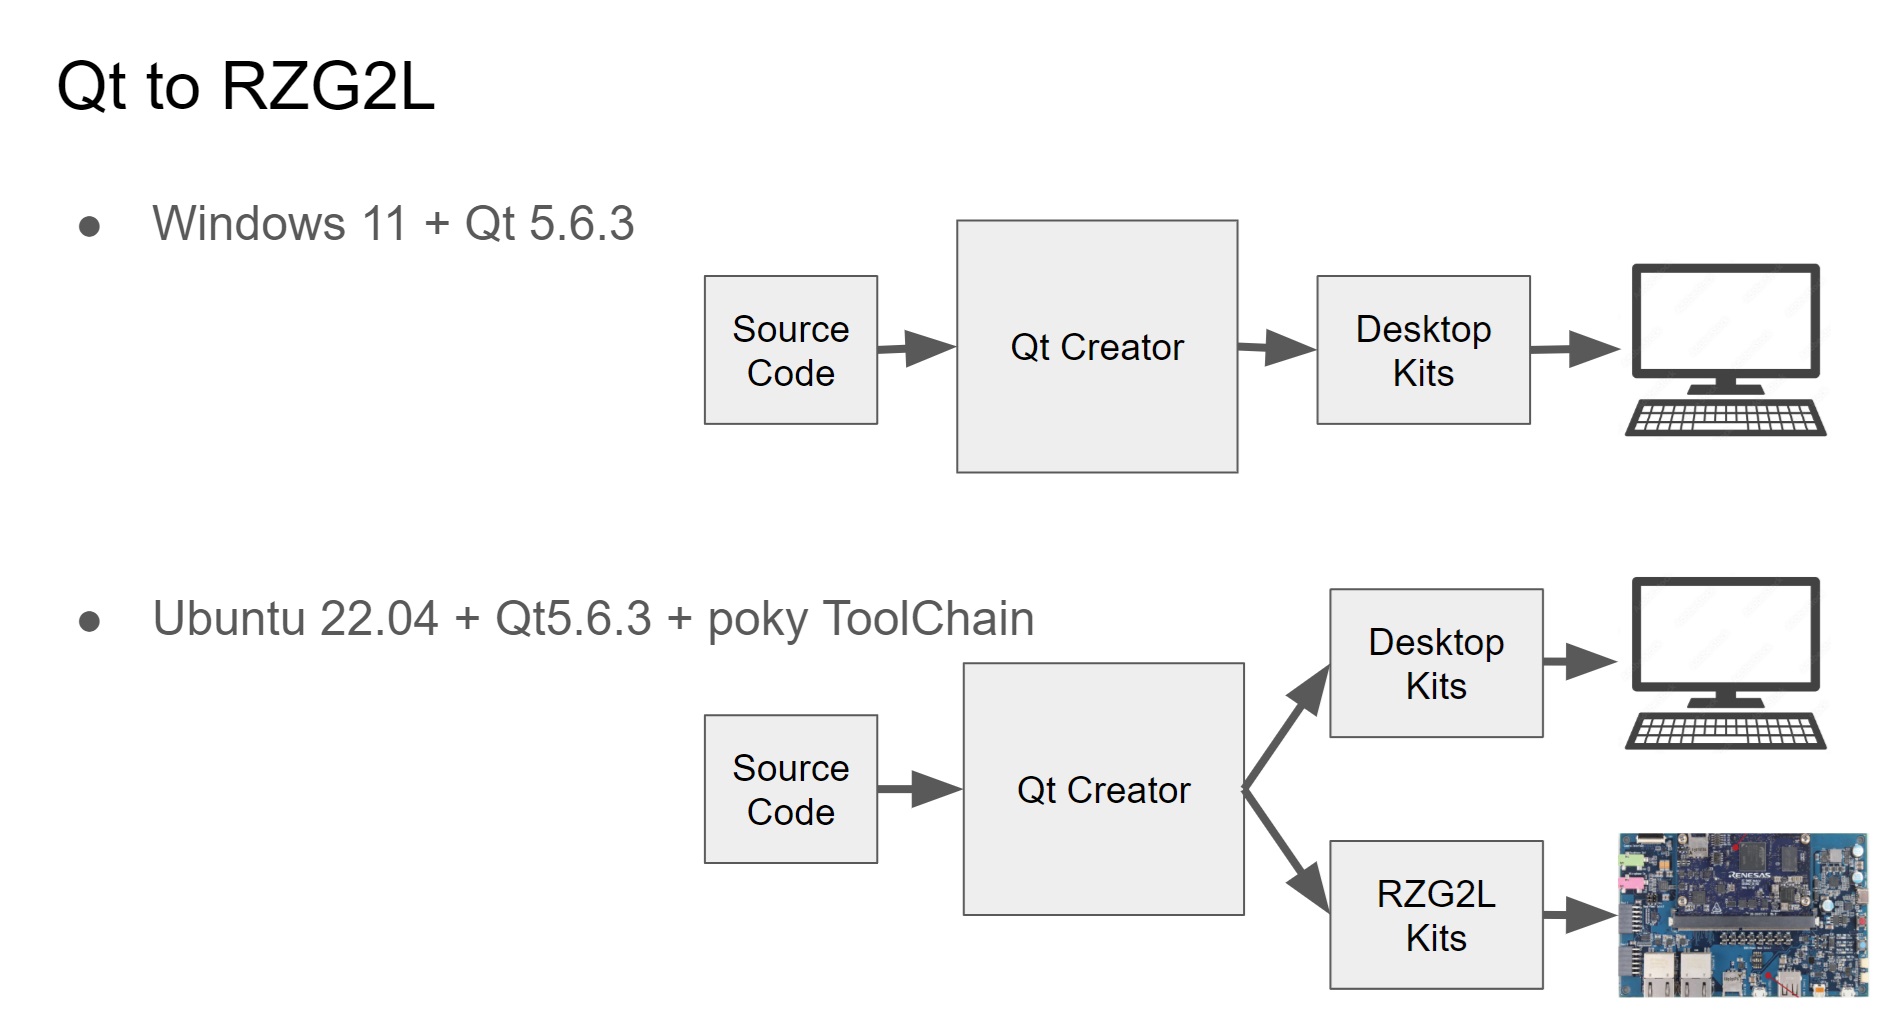 Qt to RZG2L
● Windows 11 + Qt 5.6.3
Source
Code
Qt Creator
Desktop
Kits
● Ubuntu 22.04 + Qt5.6.3 + poky ToolChain
Source
Code
Qt Creator
Desktop
Kits
RZG2L
Kits
RENESAS